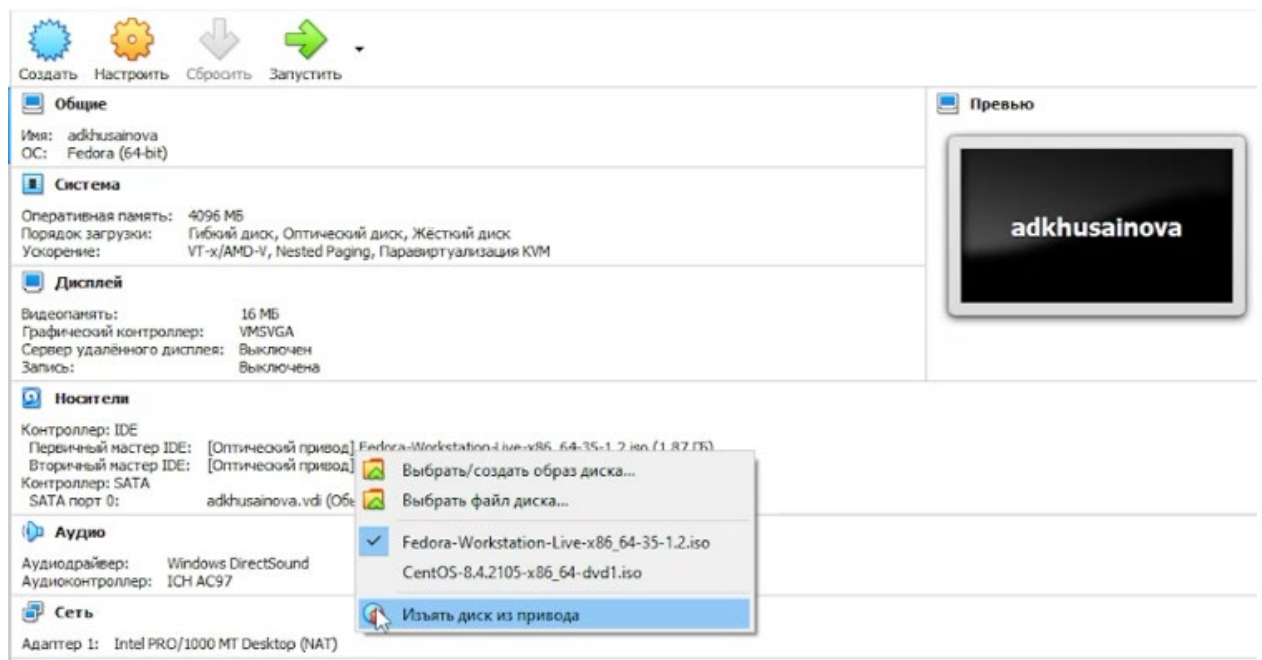 Создать Настроить Сбросить Запустить
Общие
Имя: adkhusainova
ОС: Fedora (64-bit)
Превью
adkhusainova
Система
Оперативная память: 4096 МБ
Порядок загрузки: Гибкий диск, Оптический диск, Жёсткий диск
Ускорение: VT-x/AMD-V, Nested Paging, Паравиртуализация KVM
Дисплей
Видеопамять: 16 МБ
Графический контроллер: VMSVGA
Сервер удалённого дисплея: Выключен
Запись: Выключена
Носители
Контроллер: IDE
Первичный мастер IDE: [Оптический привод] Fedora-Workstation-Live-x86_64-35-1.2.iso (1,87 ГБ)
Вторичный мастер IDE: [Оптический привод]
Контроллер: SATA
SATA порт 0: adkhusainova.vdi (Обы
Выбрать/создать образ диска...
Выбрать файл диска...
Fedora-Workstation-Live-x86_64-35-1.2.iso
CentOS-8.4.2105-x86_64-dvd1.iso
Изъять диск из привода
Аудио
Аудиодрайвер: Windows DirectSound
Аудиоконтроллер: ICH AC97
Сеть
Адаптер 1: Intel PRO/1000 MT Desktop (NAT)